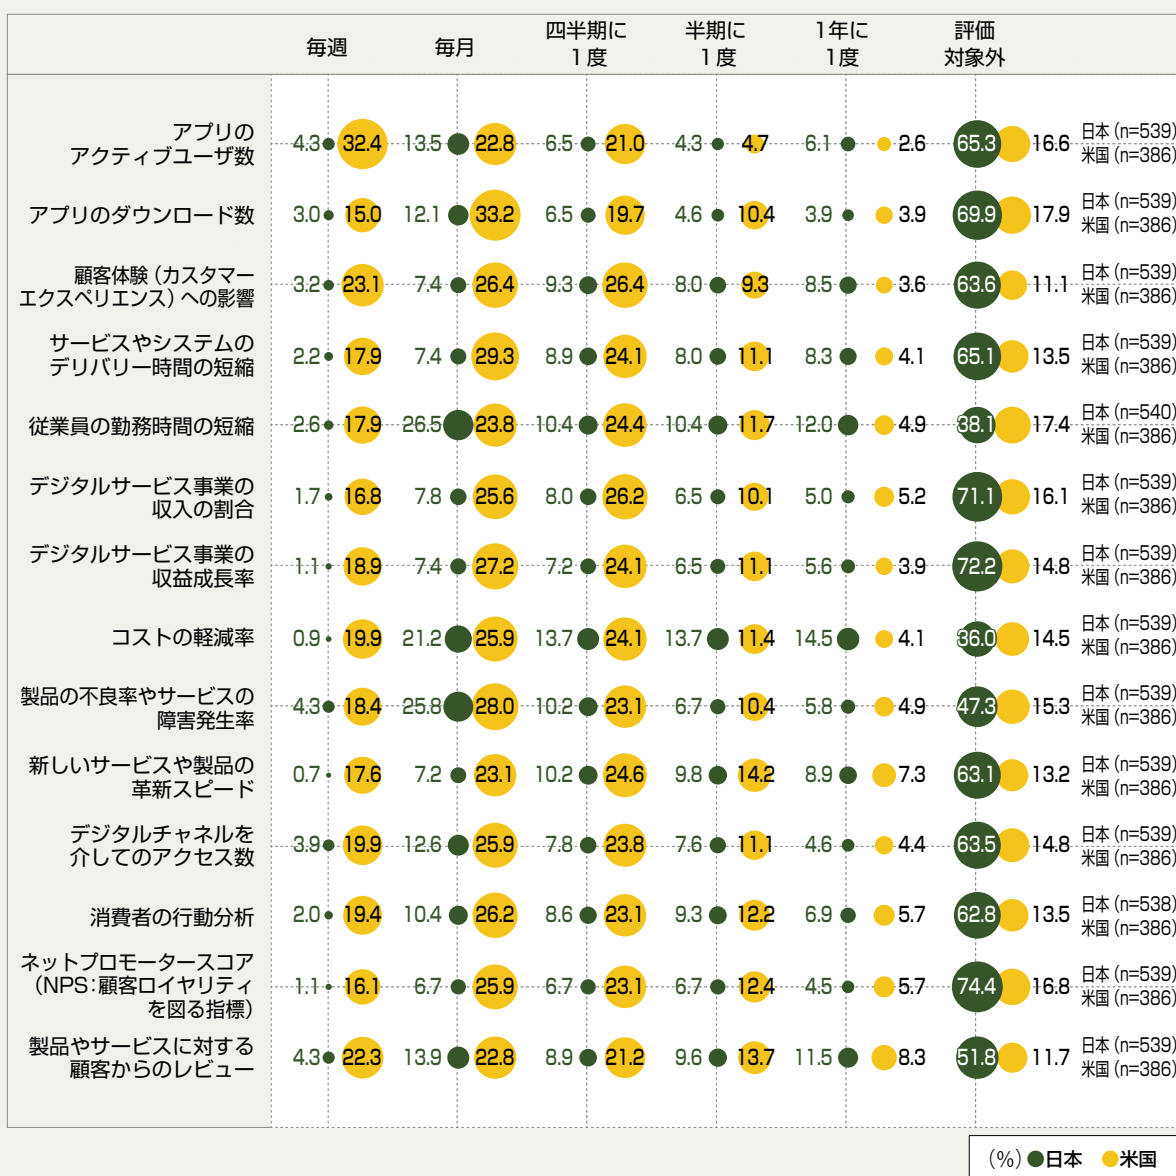 毎週 毎月 四半期に 半期に 1年に 評価
1度 1度 1度 対象外
アプリの
アクティブユーザ数
4.3 32.4 13.5 22.8 6.5 21.0 4.3 4.7 6.1 2.6 65.3 16.6
日本(n=539)
米国(n=386)
アプリのダウンロード数
3.0 15.0 12.1 33.2 6.5 19.7 4.6 10.4 3.9 3.9 69.9 17.9
日本(n=539)
米国(n=386)
顧客体験(カスタマー
エクスペリエンス)への影響
3.2 23.1 7.4 26.4 9.3 26.4 8.0 9.3 8.5 3.6 63.6 11.1
日本(n=539)
米国(n=386)
サービスやシステムの
デリバリー時間の短縮
2.2 17.9 7.4 29.3 8.9 24.1 8.0 11.1 8.3 4.1 65.1 13.5
日本(n=539)
米国(n=386)
従業員の勤務時間の短縮
2.6 17.9 26.5 23.8 10.4 24.4 10.4 11.7 12.0 4.9 38.1 17.4
日本(n=540)
米国(n=386)
デジタルサービス事業の
収入の割合
1.7 16.8 7.8 25.6 8.0 26.2 6.5 10.1 5.0 5.2 71.1 16.1
日本(n=539)
米国(n=386)
デジタルサービス事業の
収益成長率
1.1 18.9 7.4 27.2 7.2 24.1 6.5 11.1 5.6 3.9 72.2 14.8
日本(n=539)
米国(n=386)
コストの軽減率
0.9 19.9 21.2 25.9 13.7 24.1 13.7 11.4 14.5 4.1 36.0 14.5
日本(n=539)
米国(n=386)
製品の不良率やサービスの
障害発生率
4.3 18.4 25.8 28.0 10.2 23.1 6.7 10.4 5.8 4.9 47.3 15.3
日本(n=539)
米国(n=386)
新しいサービスや製品の
革新スピード
0.7 17.6 7.2 23.1 10.2 24.6 9.8 14.2 8.9 7.3 63.1 13.2
日本(n=539)
米国(n=386)
デジタルチャネルを
介してのアクセス数
3.9 19.9 12.6 25.9 7.8 23.8 7.6 11.1 4.6 4.4 63.5 14.8
日本(n=539)
米国(n=386)
消費者の行動分析
2.0 19.4 10.4 26.2 8.6 23.1 9.3 12.2 6.9 5.7 62.8 13.5
日本(n=538)
米国(n=386)
ネットプロモータースコア
(NPS:顧客ロイヤリティ
を図る指標)
1.1 16.1 6.7 25.9 6.7 23.1 6.7 12.4 4.5 5.7 74.4 16.8
日本(n=539)
米国(n=386)
製品やサービスに対する
顧客からのレビュー
4.3 22.3 13.9 22.8 8.9 21.2 9.6 13.7 11.5 8.3 51.8 11.7
日本(n=539)
米国(n=386)
(%) ●日本 ●米国